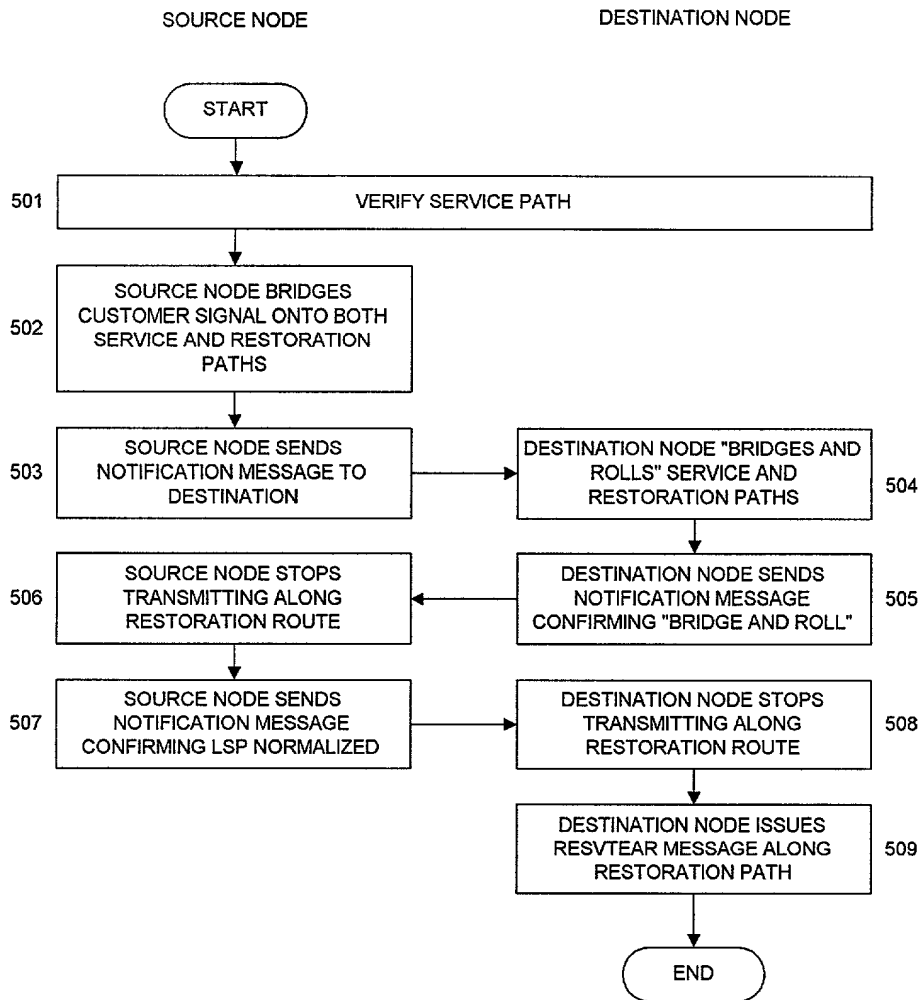 SOURCE NODE
DESTINATION NODE
START
501
VERIFY SERVICE PATH
502
SOURCE NODE BRIDGES
CUSTOMER SIGNAL ONTO BOTH
SERVICE AND RESTORATION
PATHS
503
SOURCE NODE SENDS
NOTIFICATION MESSAGE TO
DESTINATION
DESTINATION NODE "BRIDGES AND
ROLLS" SERVICE AND
RESTORATION PATHS
504
506
SOURCE NODE STOPS
TRANSMITTING ALONG
RESTORATION ROUTE
DESTINATION NODE SENDS
NOTIFICATION MESSAGE
CONFIRMING "BRIDGE AND ROLL"
505
507
SOURCE NODE SENDS
NOTIFICATION MESSAGE
CONFIRMING LSP NORMALIZED
DESTINATION NODE STOPS
TRANSMITTING ALONG
RESTORATION ROUTE
508
DESTINATION NODE ISSUES
RESVTEAR MESSAGE ALONG
RESTORATION PATH
509
END